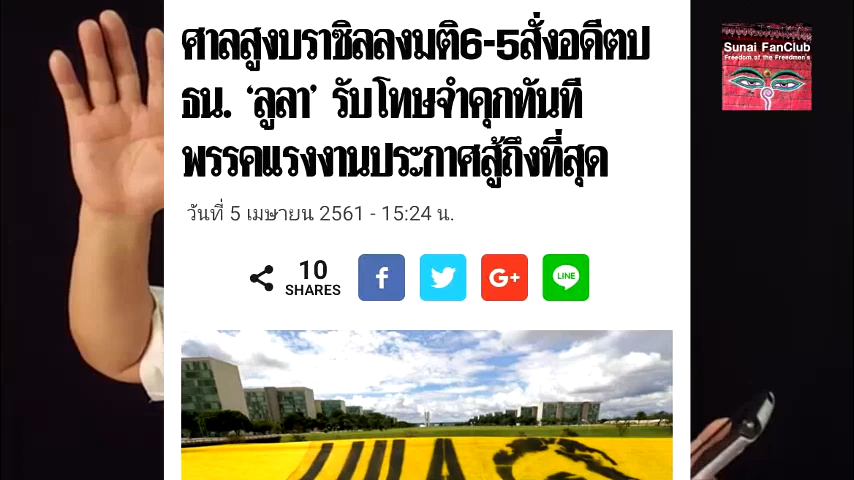 ศาลสูงบราซิลลงมติ6-5สั่งอดีตป
ธน. ‘ลูลา’ รับโทษจำคุกทันที
พรรคแรงงานประกาศสู้ถึงที่สุด
วันที่ 5 เมษายน 2561 - 15:24 น.
10
SHARES
LINE
Sunai FanClub
Freedom of the Freedmen's